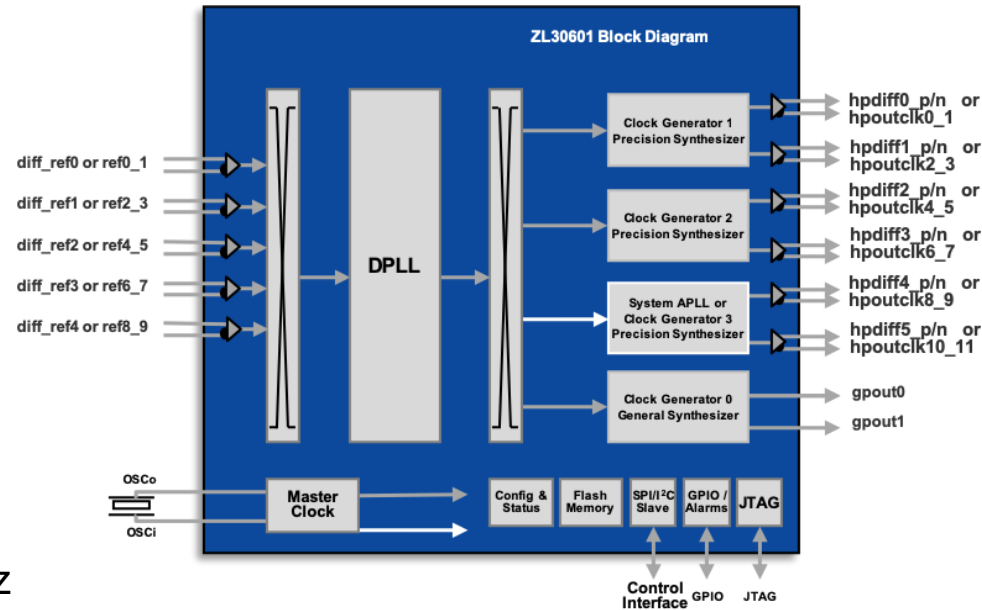 ZL30601 Block Diagram
diff_ref0 or ref0_1
diff_ref1 or ref2_3
diff_ref2 or ref4_5
diff_ref3 or ref6_7
diff_ref4 or ref8_9
DPLL
Clock Generator 1
Precision Synthesizer
Clock Generator 2
Precision Synthesizer
System APLL or
Clock Generator 3
Precision Synthesizer
Clock Generator 0
General Synthesizer
hpdiff0_p/n or
hpoutclk0_1
hpdiff1_p/n or
hpoutclk2_3
hpdiff2_p/n or
hpoutclk4_5
hpdiff3_p/n or
hpoutclk6_7
hpdiff4_p/n or
hpoutclk8_9
hpdiff5_p/n or
hpoutclk10_11
gpout0
gpout1
OSCo
OSCi
Master
Clock
Config &
Status
Flash
Memory
SPI/I²C
Slave
GPIO /
Alarms
JTAG
Control
Interface
GPIO
JTAG
z